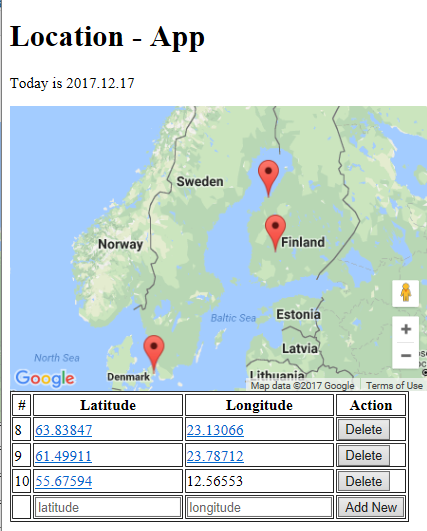 Location - App
Today is 2017.12.17
Sweden
Norway
Finland
Estonia
Baltic Sea
Latvia
North Sea
Denmark
Lithuania
Google
Map data ©2017 Google Terms of Use
# Latitude Longitude Action
8 63.83847 23.13066 Delete
9 61.49911 23.78712 Delete
10 55.67594 12.56553 Delete
latitude longitude Add New